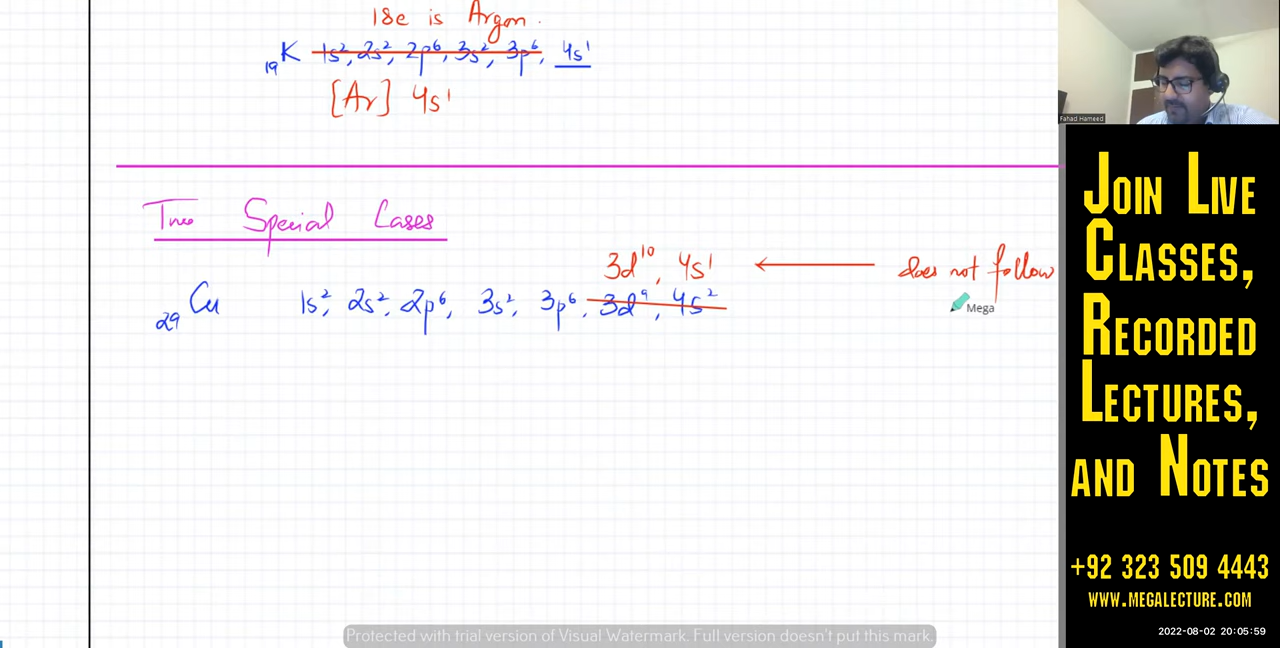 18e is Argon.
19K 1s², 2s², 2p⁶, 3s², 3p⁶, 4s¹
[Ar] 4s¹
Fahad Hameed
Two Special Cases
3d¹⁰, 4s¹ ← does not follow
29Cu 1s², 2s², 2p⁶, 3s², 3p⁶, 3d⁹, 4s²
Mega
JOIN LIVE
CLASSES,
RECORDED
LECTURES,
AND NOTES
+92 323 509 4443
WWW.MEGALECTURE.COM
Protected with trial version of Visual Watermark. Full version doesn't put this mark.
2022-08-02 20:05:59